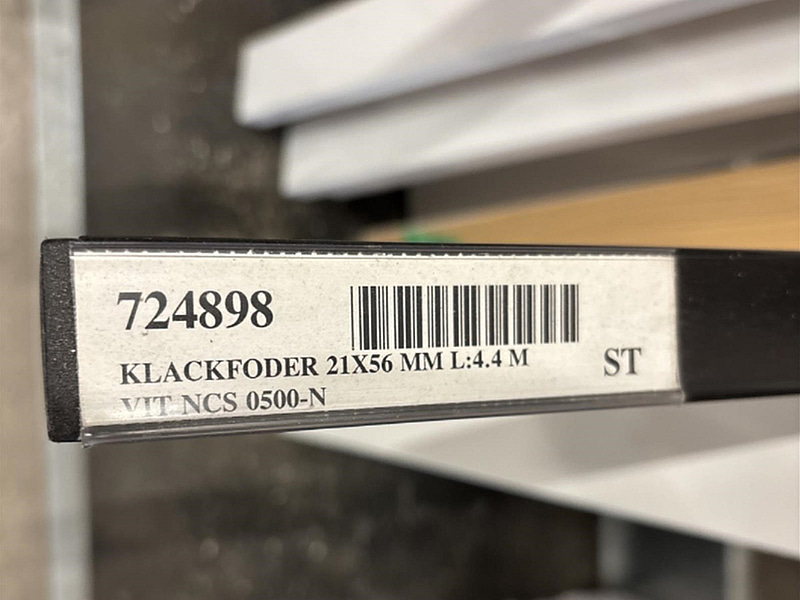 724898
KLACKFODER 21X56 MM L:4.4 M
ST
VIT NCS 0500-N